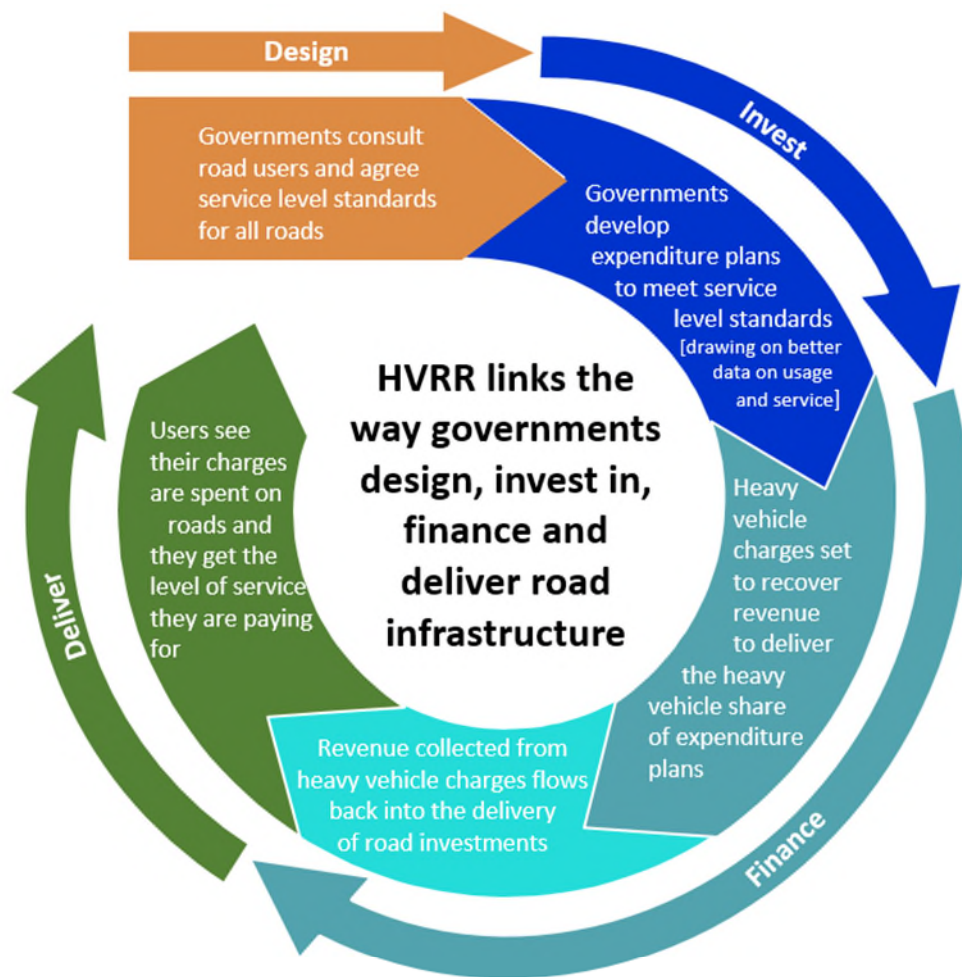 Design
Governments consult
road users and agree
service level standards
for all roads
Invest
Governments
develop
expenditure plans
to meet service
level standards
[drawing on better
data on usage
and service]
HVRR links the
way governments
design, invest in,
finance and
deliver road
infrastructure
Heavy
vehicle
charges set
to recover
revenue
to deliver
the heavy
vehicle share
of expenditure
plans
Finance
Revenue collected from
heavy vehicle charges flows
back into the delivery
of road investments
Users see
their charges
are spent on
roads and
they get the
level of service
they are paying
for
Deliver